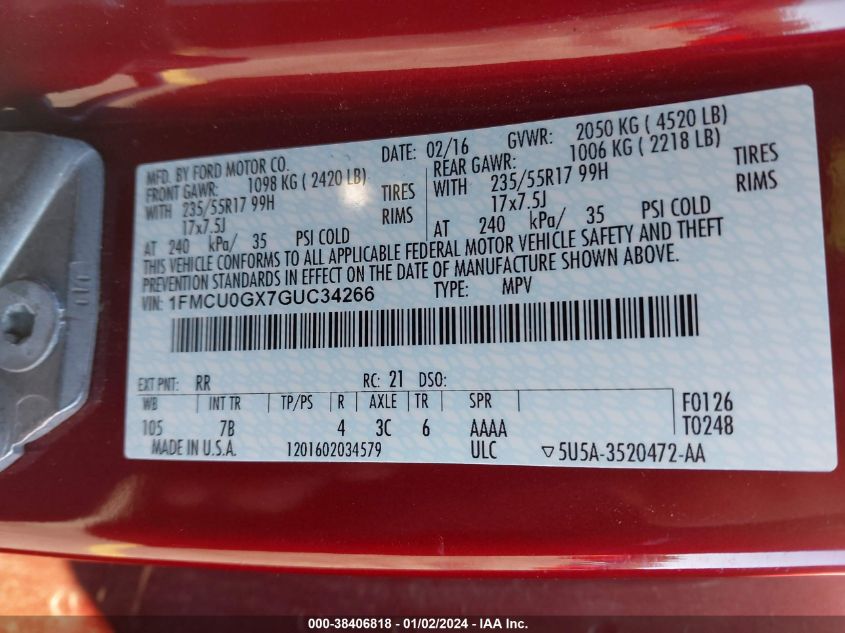 MFD. BY FORD MOTOR CO. DATE: 02/16 GVWR: 2050 KG ( 4520 LB)
FRONT GAWR: 1098 KG ( 2420 LB) REAR GAWR: 1006 KG ( 2218 LB)
WITH 235/55R17 99H TIRES WITH 235/55R17 99H TIRES
17x7.5J RIMS 17x7.5J RIMS
AT 240 kPa/ 35 PSI COLD AT 240 kPa/ 35 PSI COLD
THIS VEHICLE CONFORMS TO ALL APPLICABLE FEDERAL MOTOR VEHICLE SAFETY AND THEFT
PREVENTION STANDARDS IN EFFECT ON THE DATE OF MANUFACTURE SHOWN ABOVE.
VIN: 1FMCU0GX7GUC34266 TYPE: MPV
EXT PNT: RR RC: 21 DSO:
WB INT TR TP/PS R AXLE TR SPR F0126
105 7B 4 3C 6 AAAA T0248
MADE IN U.S.A. 1201602034579 ULC ▽5U5A-3520472-AA
000-38406818 - 01/02/2024 - IAA Inc.